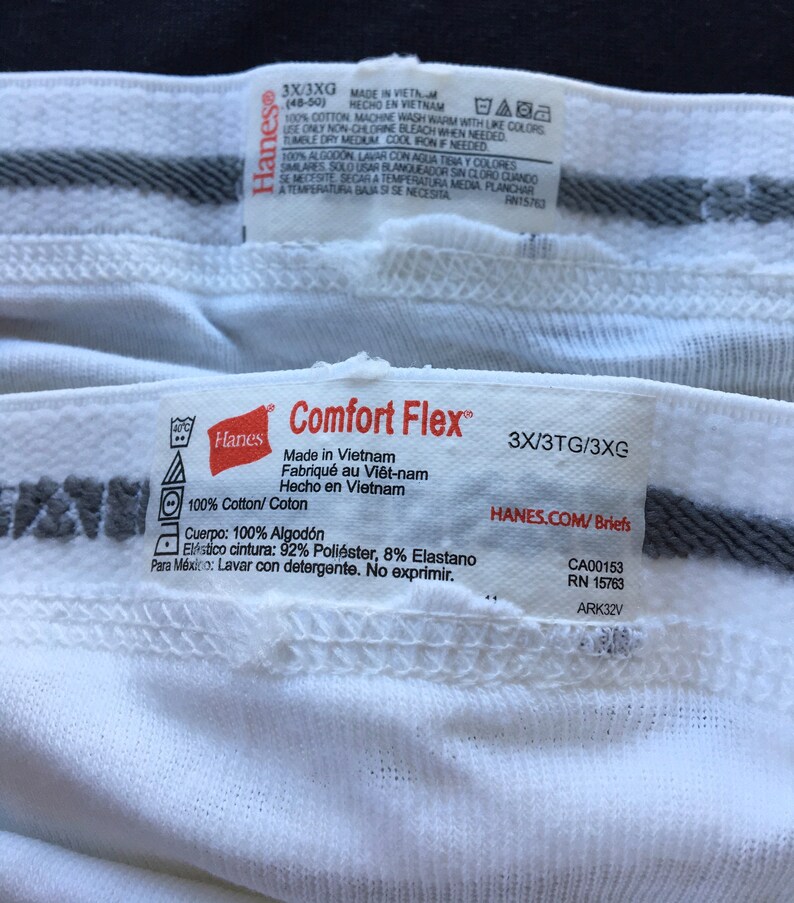 Hanes®
3X/3XG
(48-50)
MADE IN VIETNAM
HECHO EN VIETNAM
100% COTTON. MACHINE WASH WARM WITH LIKE COLORS.
USE ONLY NON-CHLORINE BLEACH WHEN NEEDED.
TUMBLE DRY MEDIUM. COOL IRON IF NEEDED.
100% ALGODON. LAVAR CON AGUA TIBIA Y COLORES
SIMILARES. SOLO USAR BLANQUEADOR SIN CLORO CUANDO
SE NECESITE. SECAR A TEMPERATURA MEDIA. PLANCHAR
A TEMPERATURA BAJA SI SE NECESITA.
RN15763
40°C
Hanes®
Comfort Flex®
3X/3TG/3XG
Made in Vietnam
Fabriqué au Viêt-nam
Hecho en Vietnam
100% Cotton/ Coton
HANES.COM/ Briefs
Cuerpo: 100% Algodón
Elástico cintura: 92% Poliéster, 8% Elastano
Para México: Lavar con detergente. No exprimir.
CA00153
RN 15763
11
ARK32V